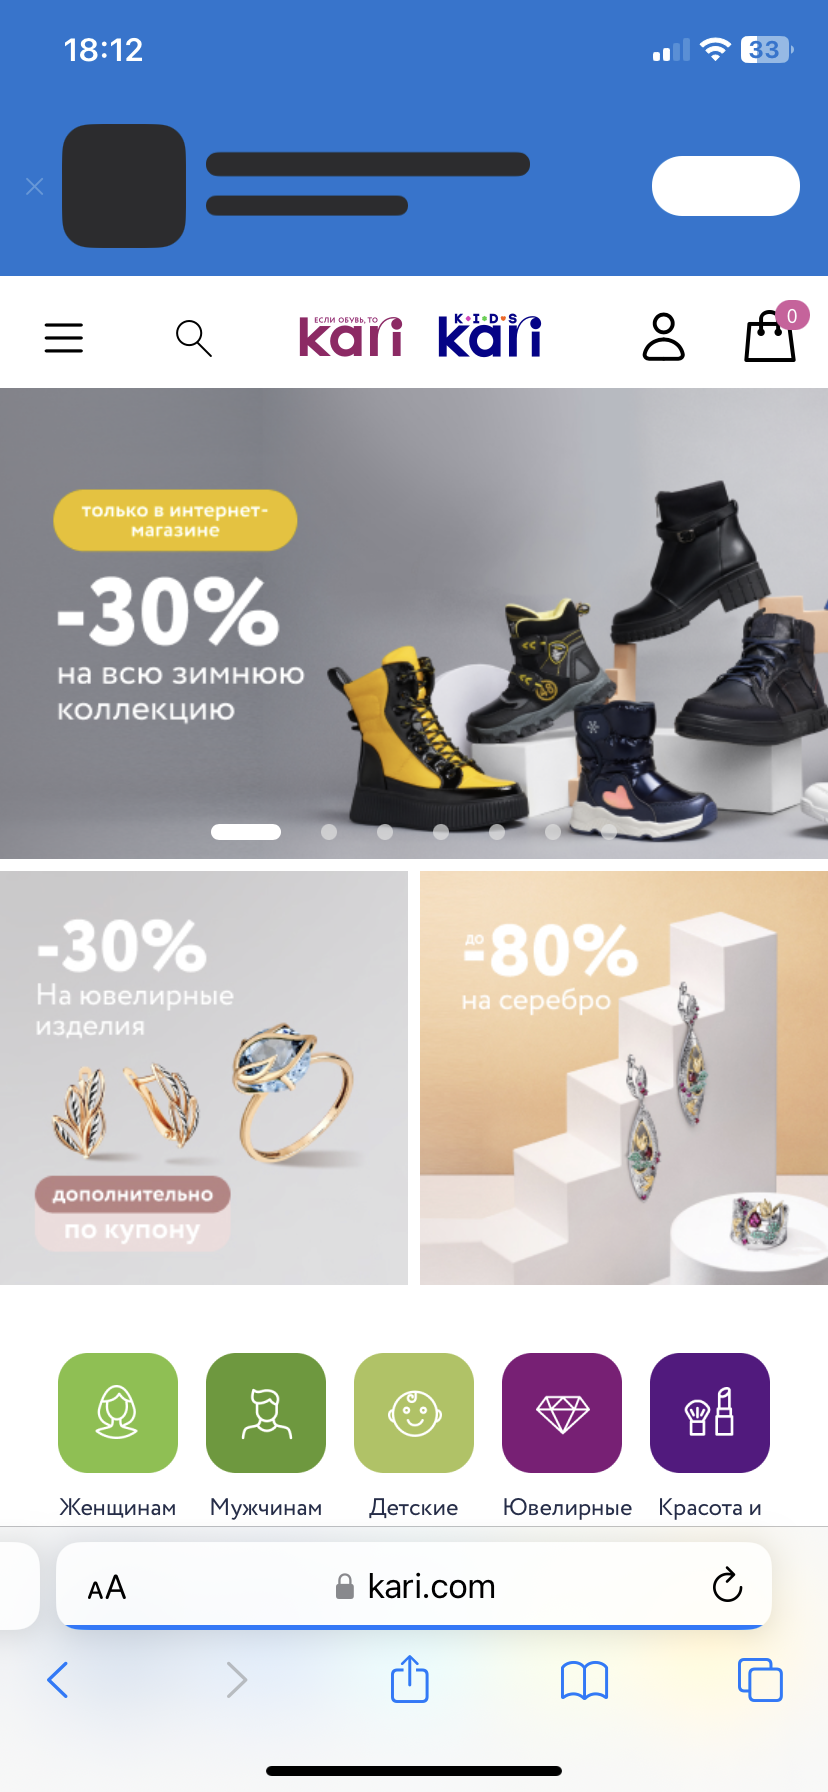 18:12
33
ЕСЛИ ОБУВЬ, ТО
kari
KIDS
kari
0
только в интернет-
магазине
-30%
на всю зимнюю
коллекцию
48
-30%
На ювелирные
изделия
дополнительно
по купону
до
-80%
на серебро
Женщинам
Мужчинам
Детские
Ювелирные
Красота и
AA
kari.com